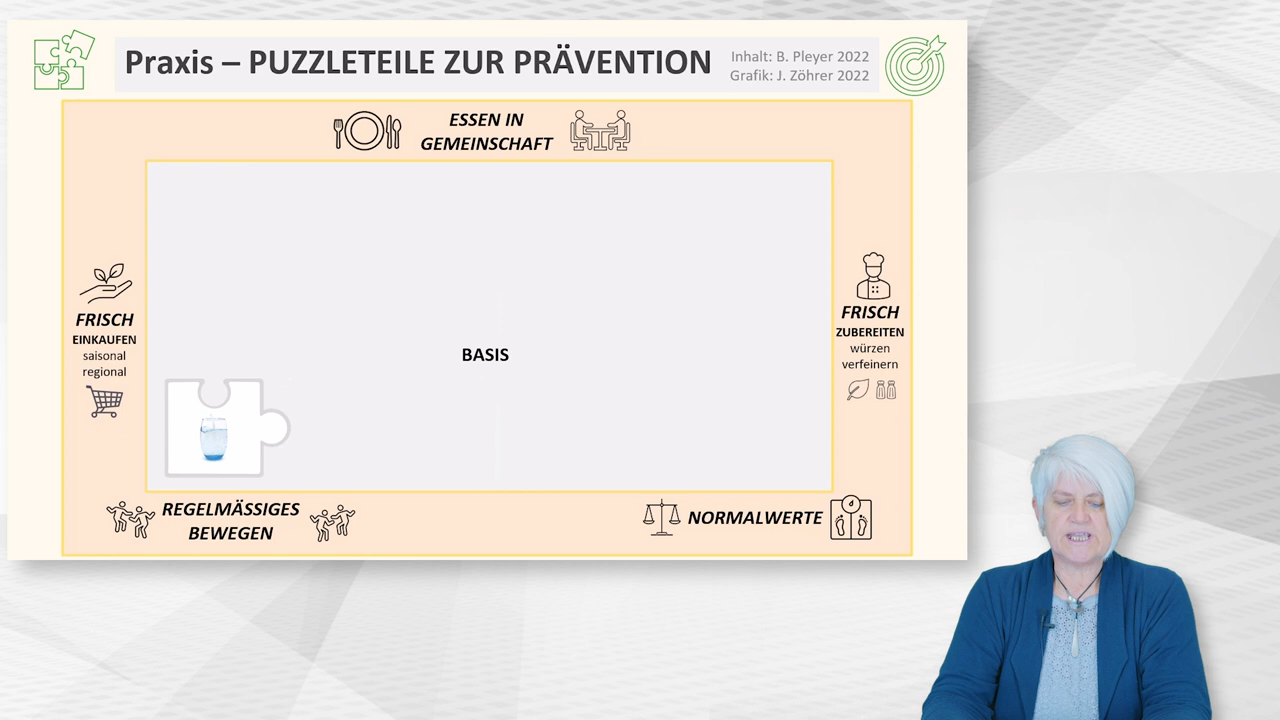 Praxis – PUZZLETEILE ZUR PRÄVENTION
Inhalt: B. Pleyer 2022
Grafik: J. Zöhrer 2022
ESSEN IN
GEMEINSCHAFT
FRISCH
EINKAUFEN
saisonal
regional
BASIS
FRISCH
ZUBEREITEN
würzen
verfeinern
REGELMÄSSIGES
BEWEGEN
NORMALWERTE